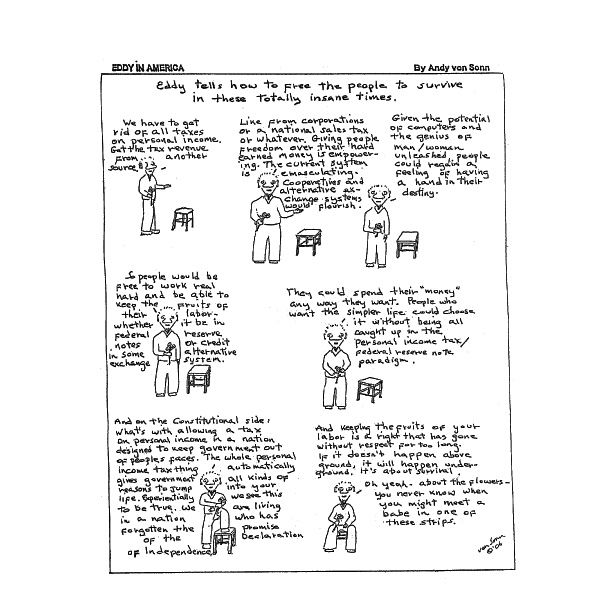 EDDY IN AMERICA
By Andy von Sonn
Eddy tells how to free the people to survive
in these totally insane times.
We have to get
rid of all taxes
on personal income.
Get the tax revenue
from another
source.
Like from corporations
or a national sales tax
or whatever. Giving people
freedom over their hard
earned money is empower-
ing. The current system
is emasculating.
Cooperatives and
alternative ex-
change systems
would flourish.
Given the potential
of computers and
the genius of
man/woman
unleashed, people
could regain a
feeling of having
a hand in their
destiny.
So people would be
free to work real
hard and be able to
keep the fruits of
their labor-
whether it be in
federal reserve
notes or credit
in some alternative
exchange system.
They could spend their "money"
any way they want. People who
want the simpler life could choose
it without being all
caught up in the
personal income tax/
federal reserve note
paradigm.
And on the Constitutional side:
what's with allowing a tax
on personal income in a nation
designed to keep government out
of peoples faces. The whole personal
income tax thing automatically
gives government all kinds of
reasons to jump into your
life. Experientially we see this
to be true. We are living
in a nation who has
forgotten the promise
of the Declaration
of Independence.
And keeping the fruits of your
labor is a right that has gone
without respect for too long.
If it doesn't happen above
ground, it will happen under-
ground. It's about survival.
Oh yeah - about the flowers-
you never know when
you might meet a
babe in one of
these strips.
von Sonn
©'06